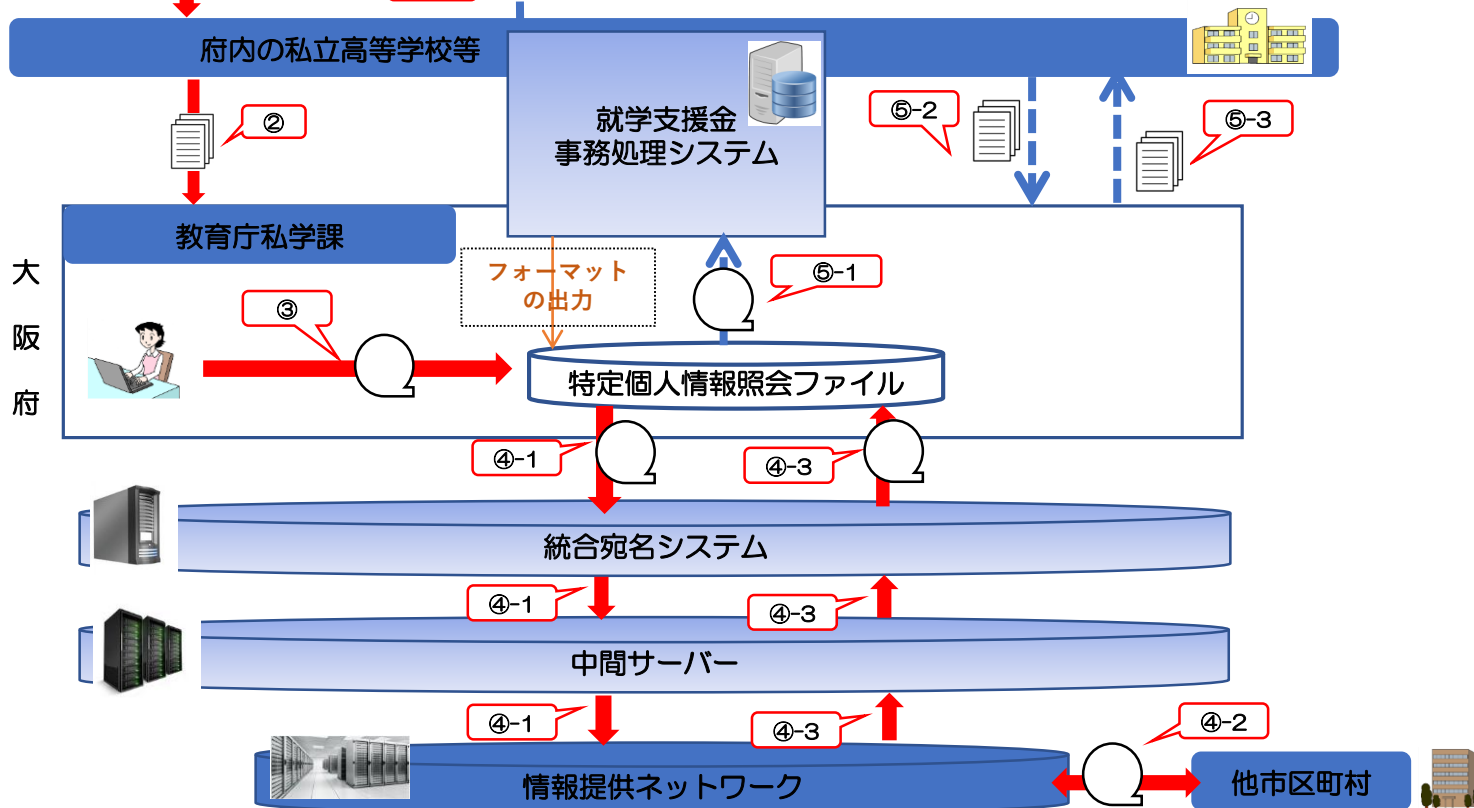 府内の私立高等学校等
②
就学支援金
事務処理システム
⑤-2
⑤-3
教育庁私学課
大
阪
府
フォーマット
の出力
⑤-1
③
特定個人情報照会ファイル
④-1
④-3
統合宛名システム
④-1
④-3
中間サーバー
④-1
④-3
④-2
情報提供ネットワーク
他市区町村